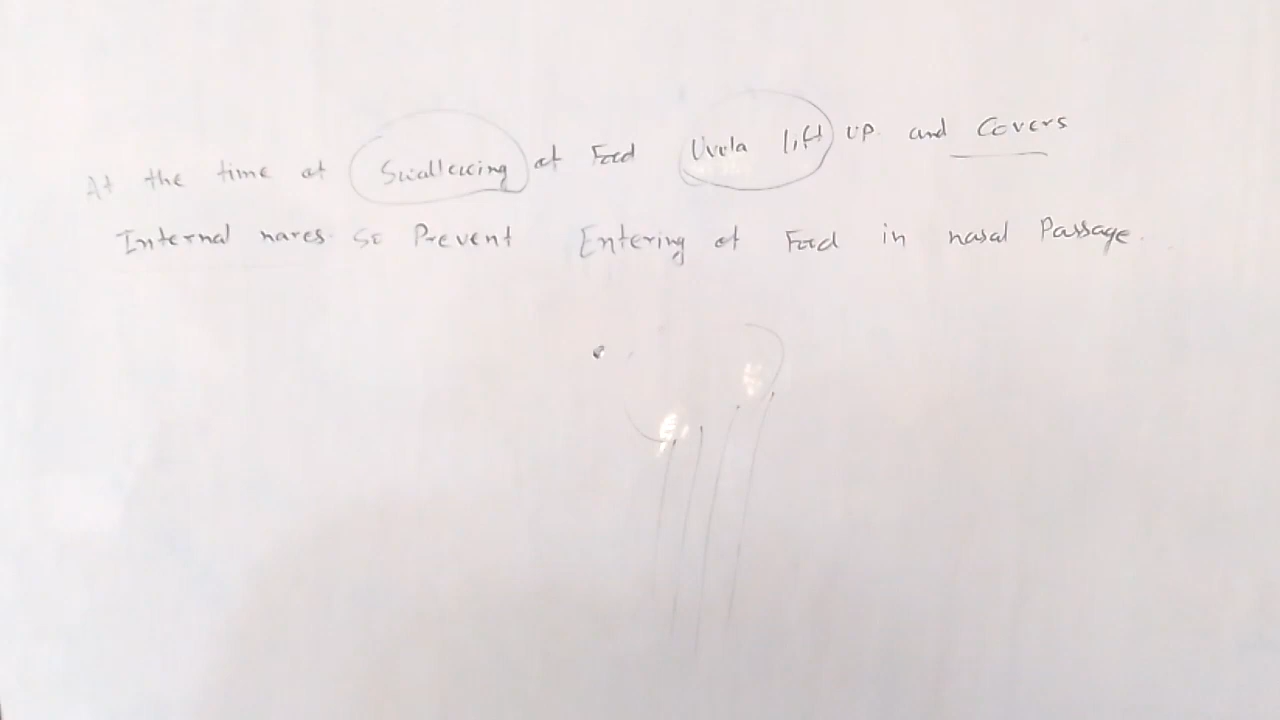 At the time of Swallowing of Food Uvula lift up and Covers
Internal nares so Prevent Entering of Food in nasal Passage.